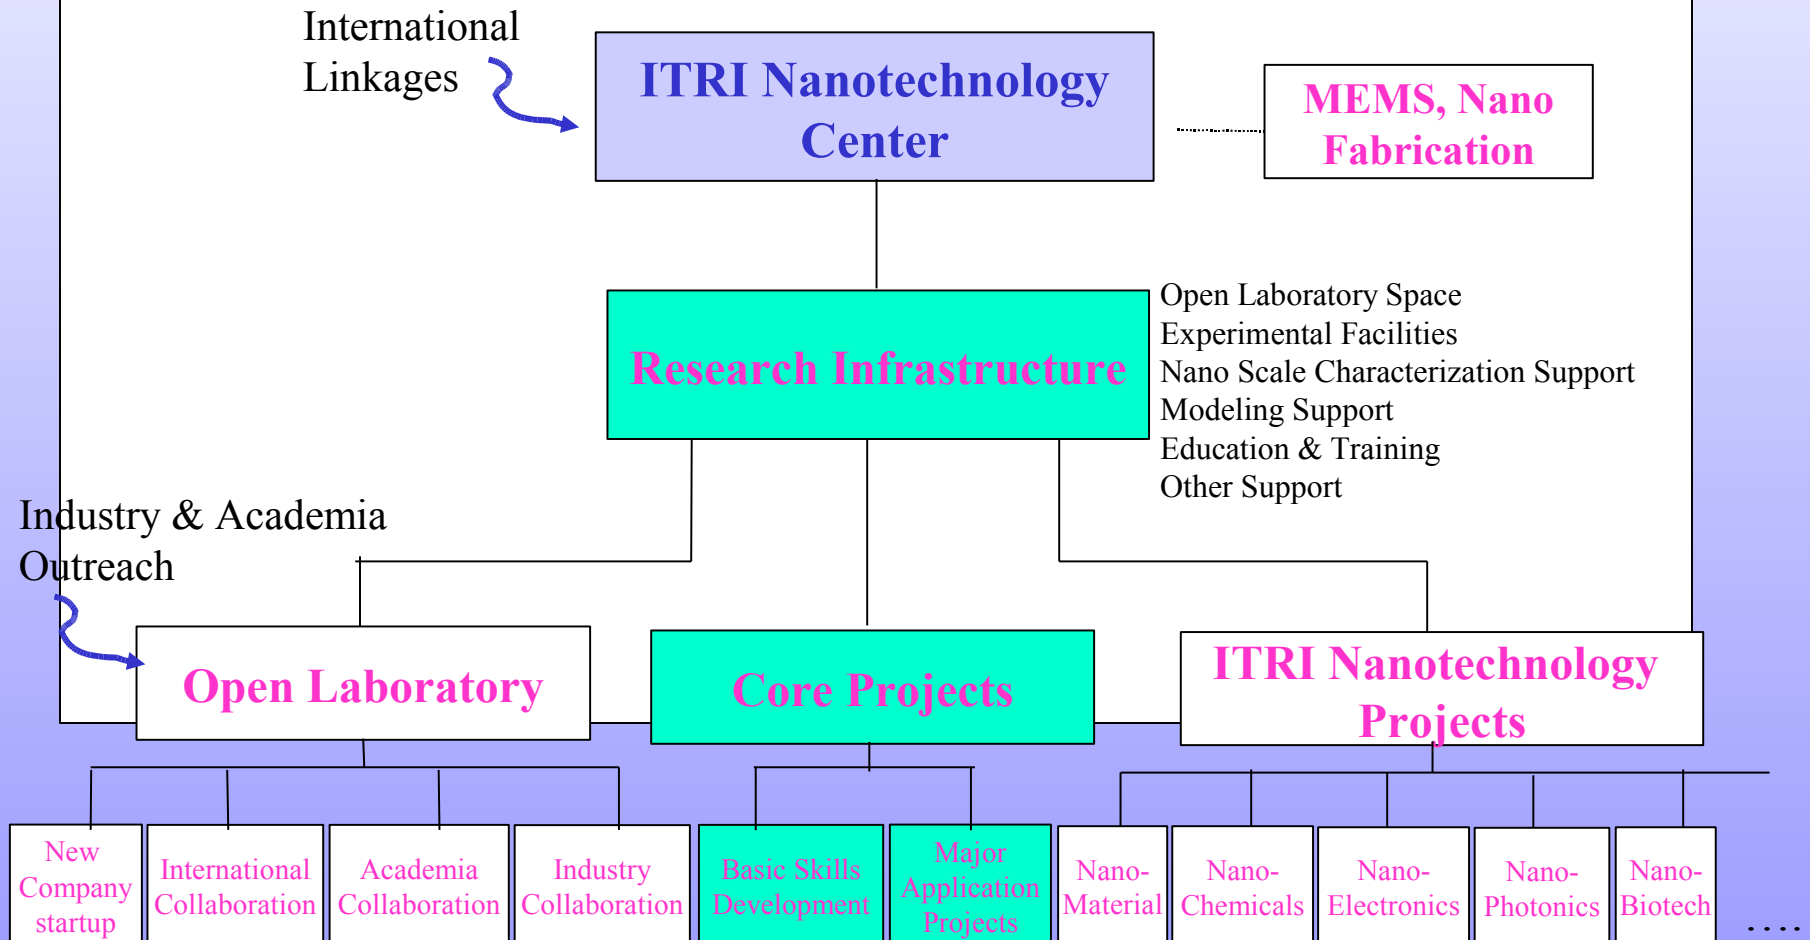 International
Linkages
ITRI Nanotechnology
Center
MEMS, Nano
Fabrication
Research Infrastructure
Open Laboratory Space
Experimental Facilities
Nano Scale Characterization Support
Modeling Support
Education & Training
Other Support
Industry & Academia
Outreach
Open Laboratory
Core Projects
ITRI Nanotechnology
Projects
New
Company
startup
International
Collaboration
Academia
Collaboration
Industry
Collaboration
Basic Skills
Development
Major
Application
Projects
Nano-
Material
Nano-
Chemicals
Nano-
Electronics
Nano-
Photonics
Nano-
Biotech
....